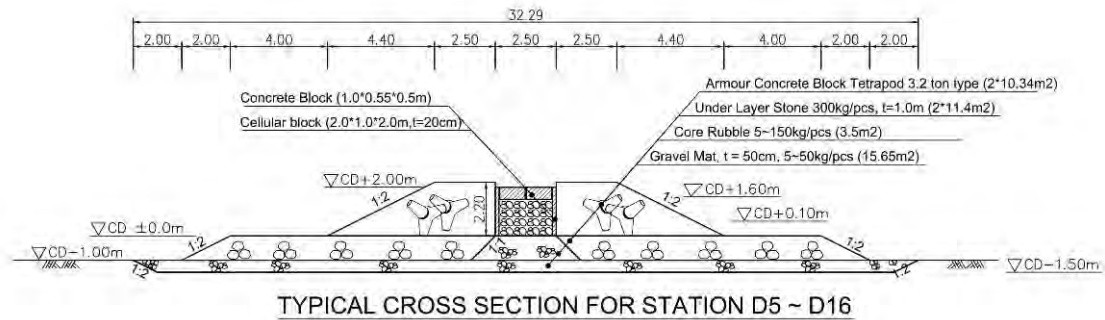 32.29
2.00 2.00 4.00 4.40 2.50 2.50 2.50 4.40 4.00 2.00 2.00
Armour Concrete Block Tetrapod 3.2 ton type (2*10.34m2)
Concrete Block (1.0*0.55*0.5m)
Under Layer Stone 300kg/pcs, t=1.0m (2*11.4m2)
Cellular block (2.0*1.0*2.0m,t=20cm)
Core Rubble 5~150kg/pcs (3.5m2)
Gravel Mat, t = 50cm, 5~50kg/pcs (15.65m2)
▽CD+2.00m
▽CD+1.60m
1:2
2.20
1:2
▽CD+0.10m
▽CD ±0.0m
1:2
1:1
1:2
▽CD-1.00m
▽CD-1.50m
1:2
1:2
TYPICAL CROSS SECTION FOR STATION D5 ~ D16